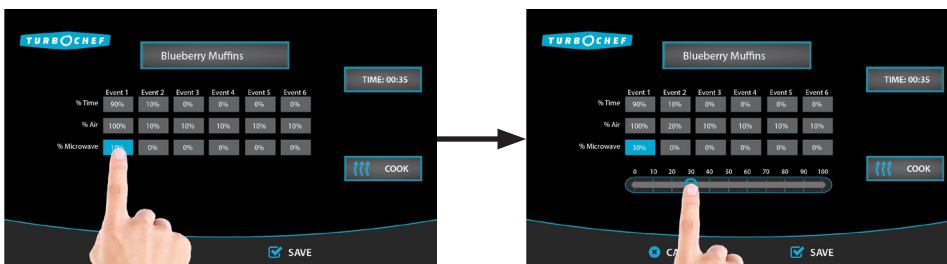 TURBOCHEF
Blueberry Muffins
TIME: 00:35
Event 1 Event 2 Event 3 Event 4 Event 5 Event 6
% Time 90% 10% 0% 0% 0% 0%
% Air 100% 10% 10% 10% 10% 10%
% Microwave 10% 0% 0% 0% 0% 0%
COOK
SAVE
TURBOCHEF
Blueberry Muffins
TIME: 00:35
Event 1 Event 2 Event 3 Event 4 Event 5 Event 6
% Time 90% 10% 0% 0% 0% 0%
% Air 100% 20% 10% 10% 10% 10%
% Microwave 30% 0% 0% 0% 0% 0%
0 10 20 30 40 50 60 70 80 90 100
COOK
SAVE